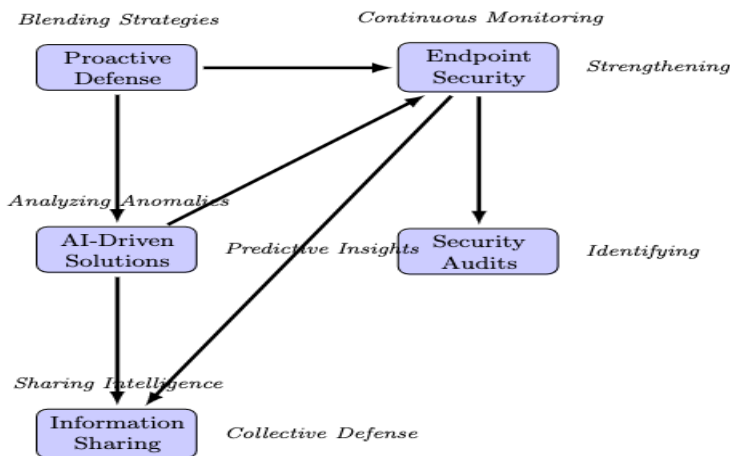 Blending Strategies
Continuous Monitoring
Proactive
Defense
Endpoint
Security
Strengthening
Analyzing Anomalies
AI-Driven
Solutions
Predictive Insights
Security
Audits
Identifying
Sharing Intelligence
Information
Sharing
Collective Defense